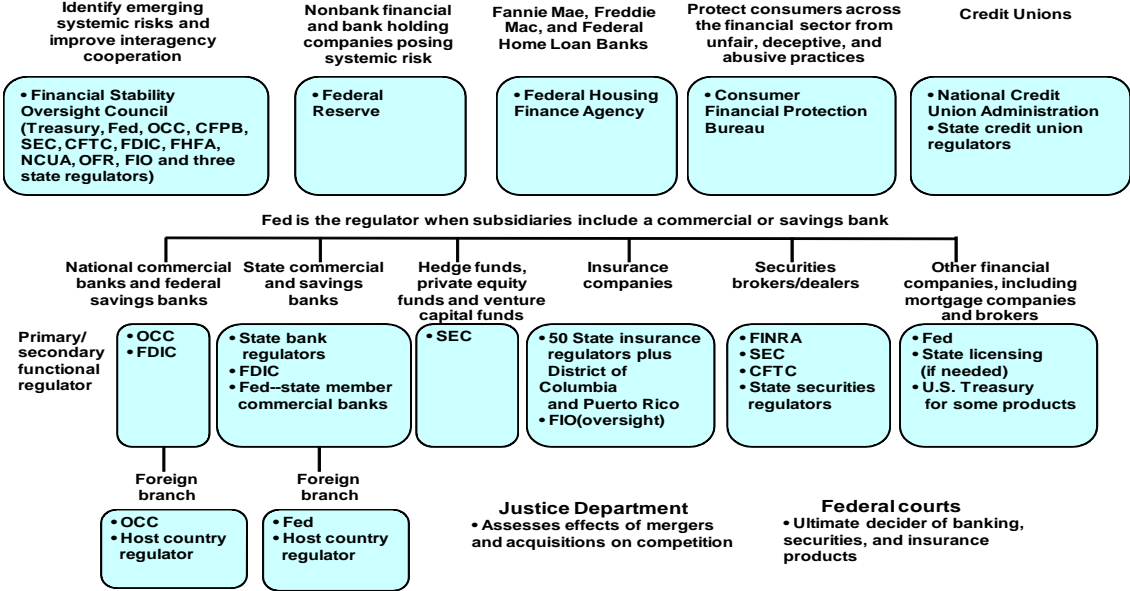 Identify emerging
systemic risks and
improve interagency
cooperation
Nonbank financial
and bank holding
companies posing
systemic risk
Fannie Mae, Freddie
Mac, and Federal
Home Loan Banks
Protect consumers across
the financial sector from
unfair, deceptive, and
abusive practices
Credit Unions
• Financial Stability
Oversight Council
(Treasury, Fed, OCC, CFPB,
SEC, CFTC, FDIC, FHFA,
NCUA, OFR, FIO and three
state regulators)
• Federal
Reserve
• Federal Housing
Finance Agency
• Consumer
Financial Protection
Bureau
• National Credit
Union Administration
• State credit union
regulators
Fed is the regulator when subsidiaries include a commercial or savings bank
National commercial
banks and federal
savings banks
State commercial
and savings
banks
Hedge funds,
private equity
funds and venture
capital funds
Insurance
companies
Securities
brokers/dealers
Other financial
companies, including
mortgage companies
and brokers
Primary/
secondary
functional
regulator
• OCC
• FDIC
• State bank
regulators
• FDIC
• Fed--state member
commercial banks
• SEC
• 50 State insurance
regulators plus
District of
Columbia
and Puerto Rico
• FIO(oversight)
• FINRA
• SEC
• CFTC
• State securities
regulators
• Fed
• State licensing
(if needed)
• U.S. Treasury
for some products
Foreign
branch
Foreign
branch
• OCC
• Host country
regulator
• Fed
• Host country
regulator
Justice Department
• Assesses effects of mergers
and acquisitions on competition
Federal courts
• Ultimate decider of banking,
securities, and insurance
products